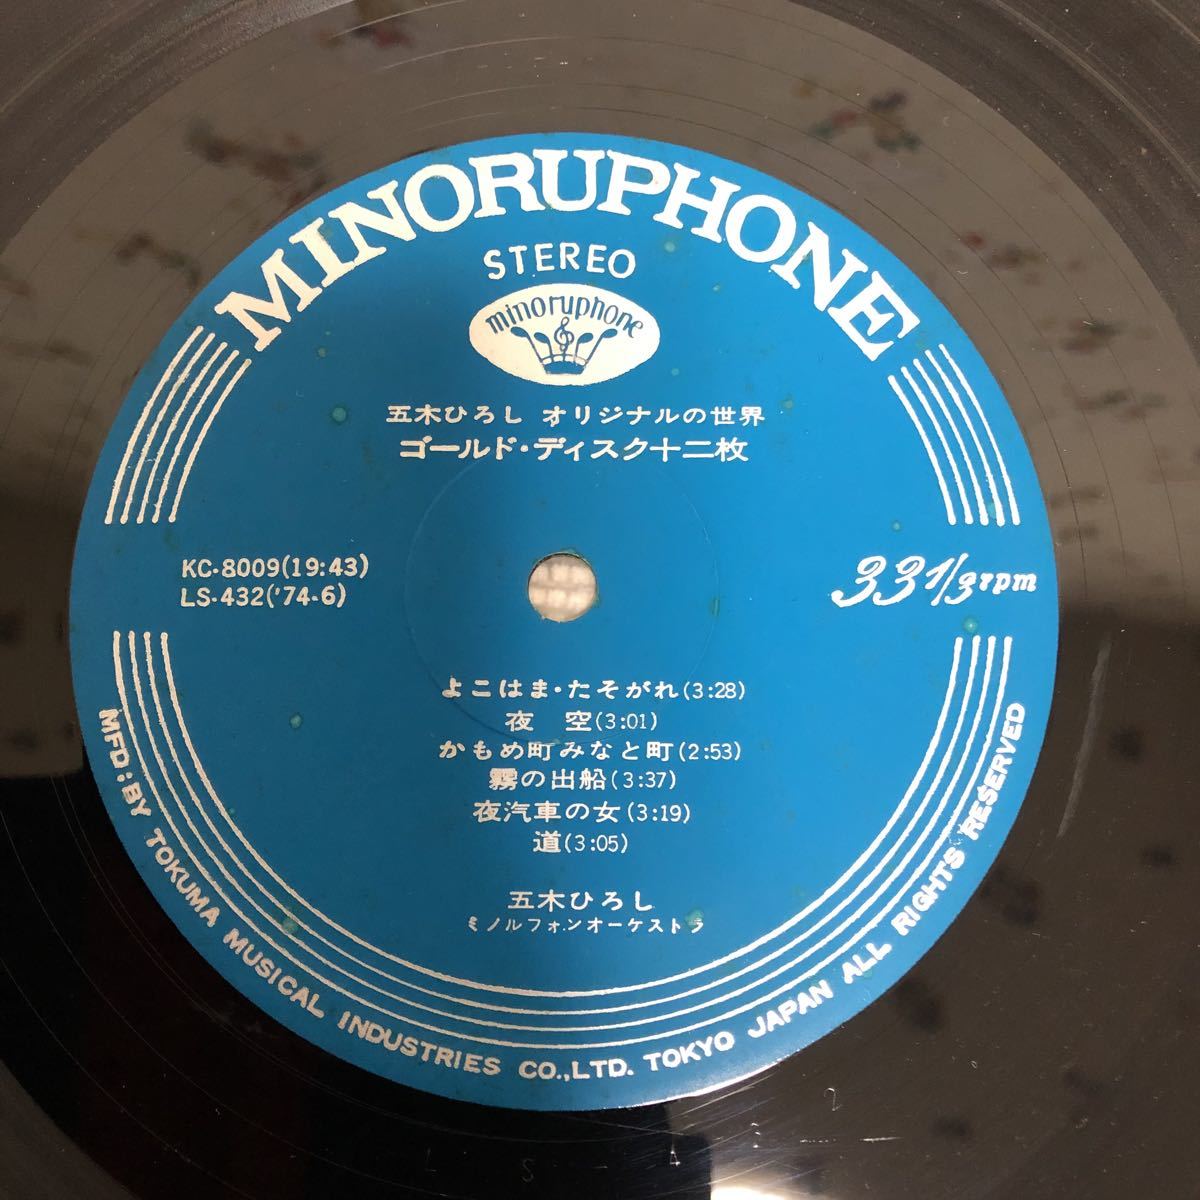 MINORUPHONE
STEREO
minoruphone
五木ひろし オリジナルの世界
ゴールド・ディスク十二枚
KC-8009(19:43)
LS-432('74-6)
33 1/3 rpm
よこはま・たそがれ(3:28)
夜 空(3:01)
かもめ町みなと町(2:53)
霧の出船(3:37)
夜汽車の女(3:19)
道(3:05)
五木ひろし
ミノルフォンオーケストラ
MFD:BY TOKUMA MUSICAL INDUSTRIES CO.,LTD. TOKYO JAPAN ALL RIGHTS RESERVED